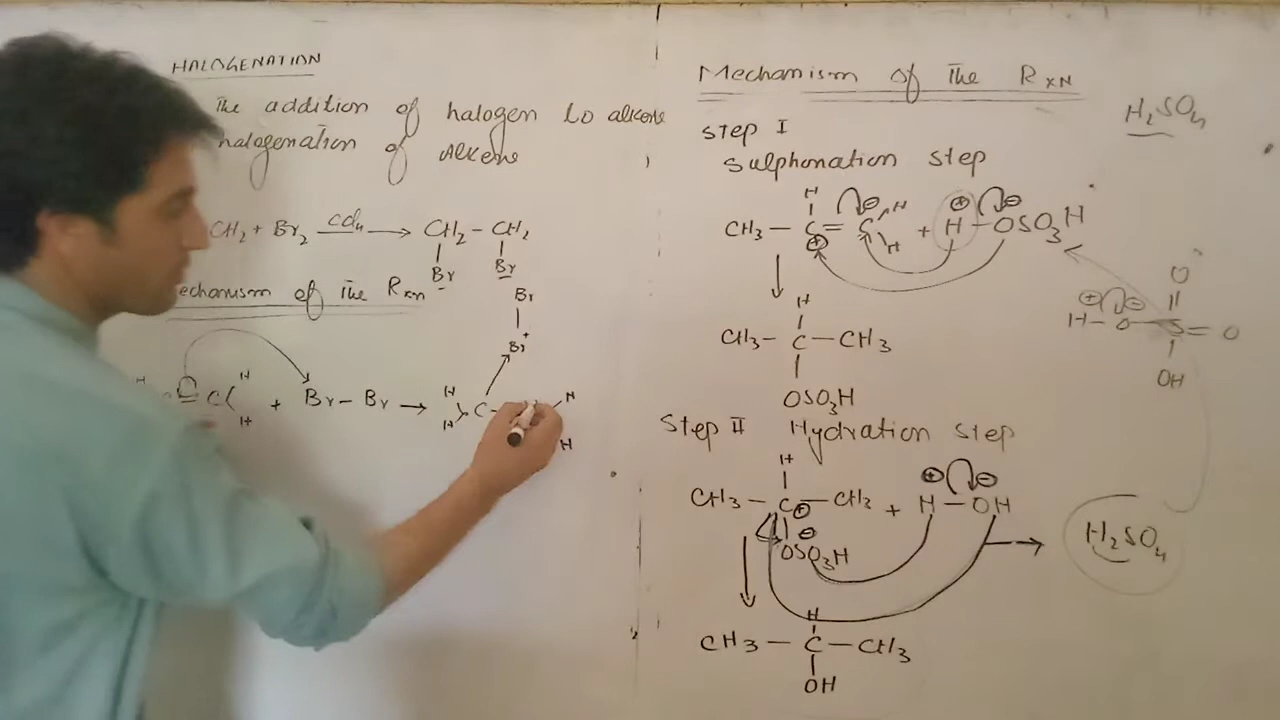 HALOGENATION
The addition of halogen to alkene
halogenation of Alkene
CH2 + Br2 CCl4 → CH2 - CH2
Br Br
echanism of The Rxn
Br
Br+
H H H H
C + Br - Br → C H
H H H
Mechanism of The RXN
H2SO4
Step I
Sulphonation step
H H
CH3 - C = C + H - OSO3H
⊕ H
O
H - O - S = O
OH
H
CH3 - C - CH3
OSO3H
Step II Hydration step
H
CH3 - C - CH3 + H - OH
OSO3H → H2SO4
H
CH3 - C - CH3
OH